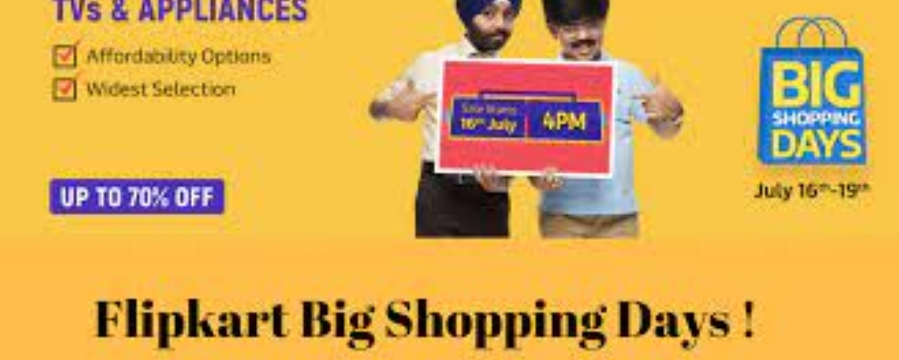 TVs & APPLIANCES
Affordability Options
Widest Selection
UP TO 70% OFF
Sale Starts
16th July
4PM
BIG
SHOPPING
DAYS
July 16th-19th
Flipkart Big Shopping Days !